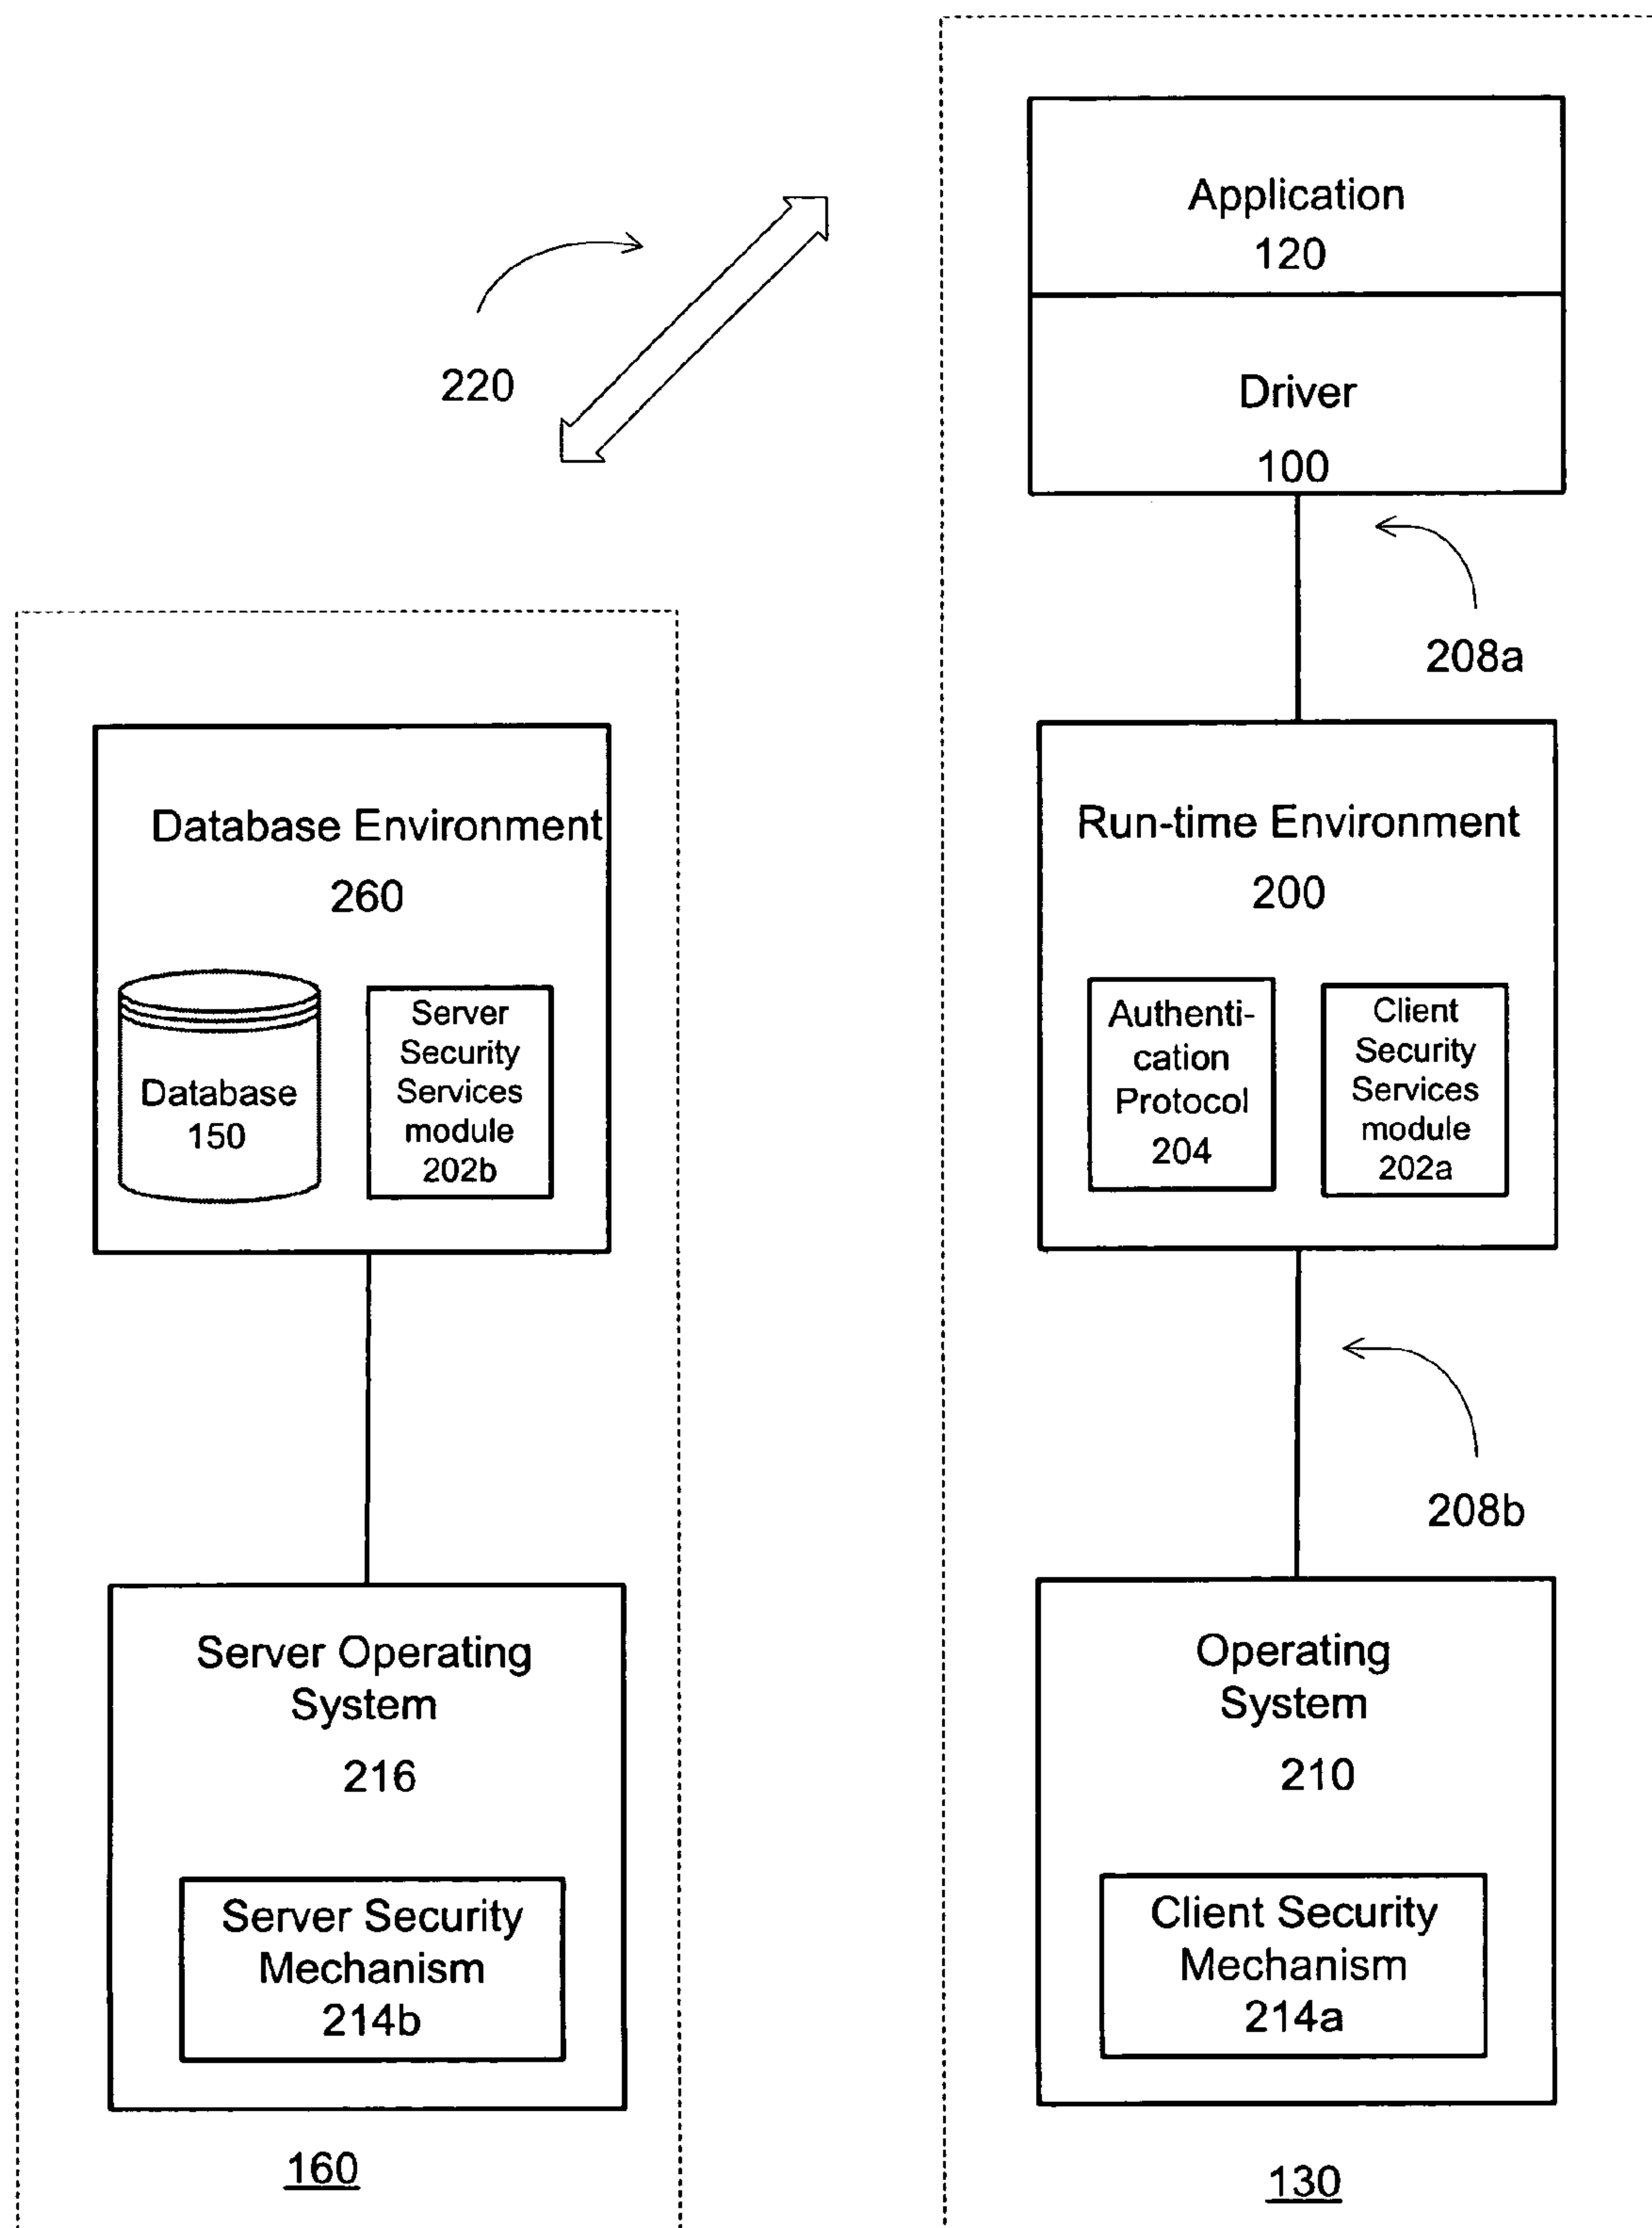 Application
120
Driver
100
220
208a
Database Environment
260
Database
150
Server
Security
Services
module
202b
Run-time Environment
200
Authenti-
cation
Protocol
204
Client
Security
Services
module
202a
208b
Server Operating
System
216
Server Security
Mechanism
214b
160
Operating
System
210
Client Security
Mechanism
214a
130